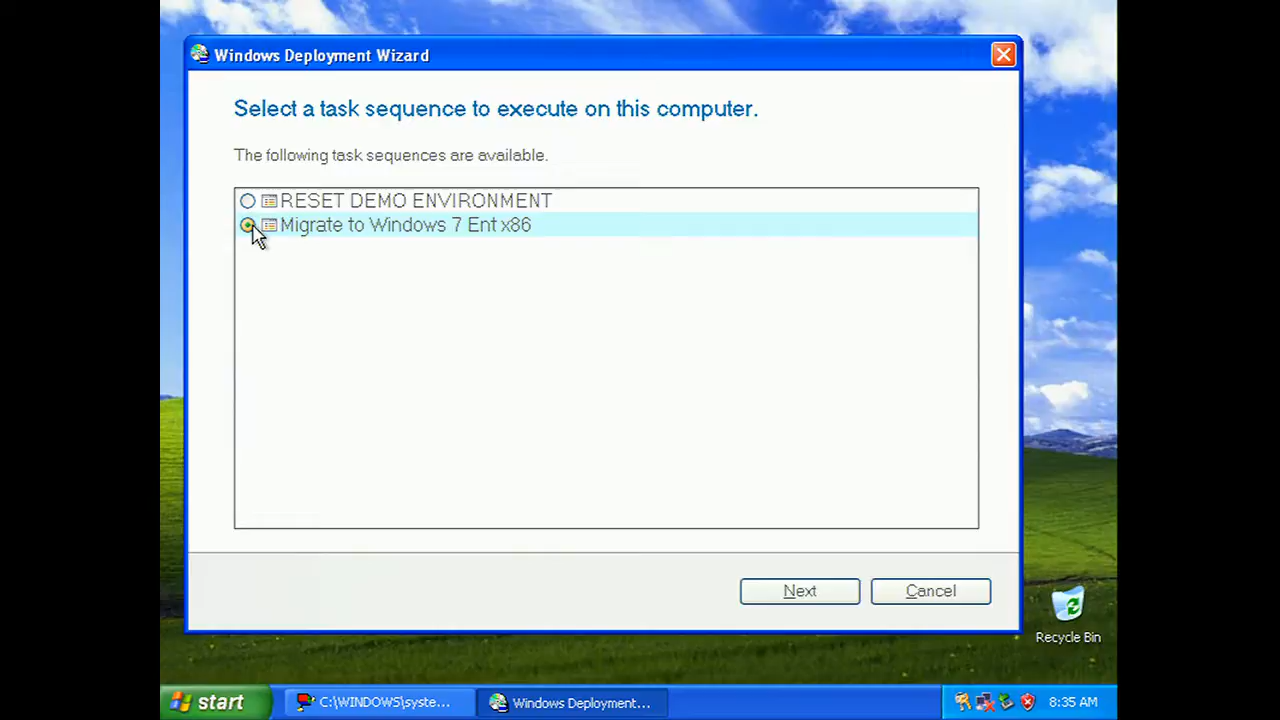 Windows Deployment Wizard
Select a task sequence to execute on this computer.
The following task sequences are available.
RESET DEMO ENVIRONMENT
Migrate to Windows 7 Ent x86
Next
Cancel
Recycle Bin
start
C:\WINDOWS\syste...
Windows Deployment...
8:35 AM